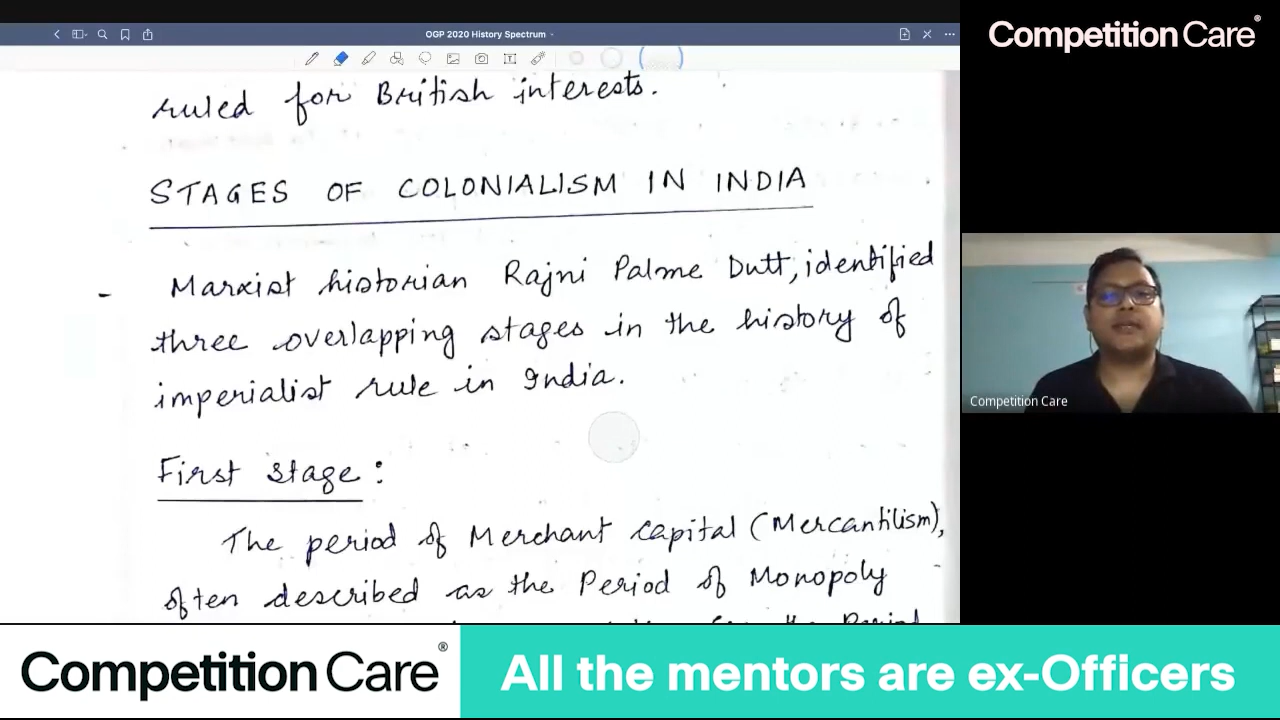 OGP 2020 History Spectrum
Competition Care®
ruled for British interests.
STAGES OF COLONIALISM IN INDIA
- Marxist historian Rajni Palme Dutt, identified
three overlapping stages in the history of
imperialist rule in India.
First stage :
The period of Merchant capital (Mercantilism),
often described as the Period of Monopoly
Competition Care
Competition Care®
All the mentors are ex-Officers